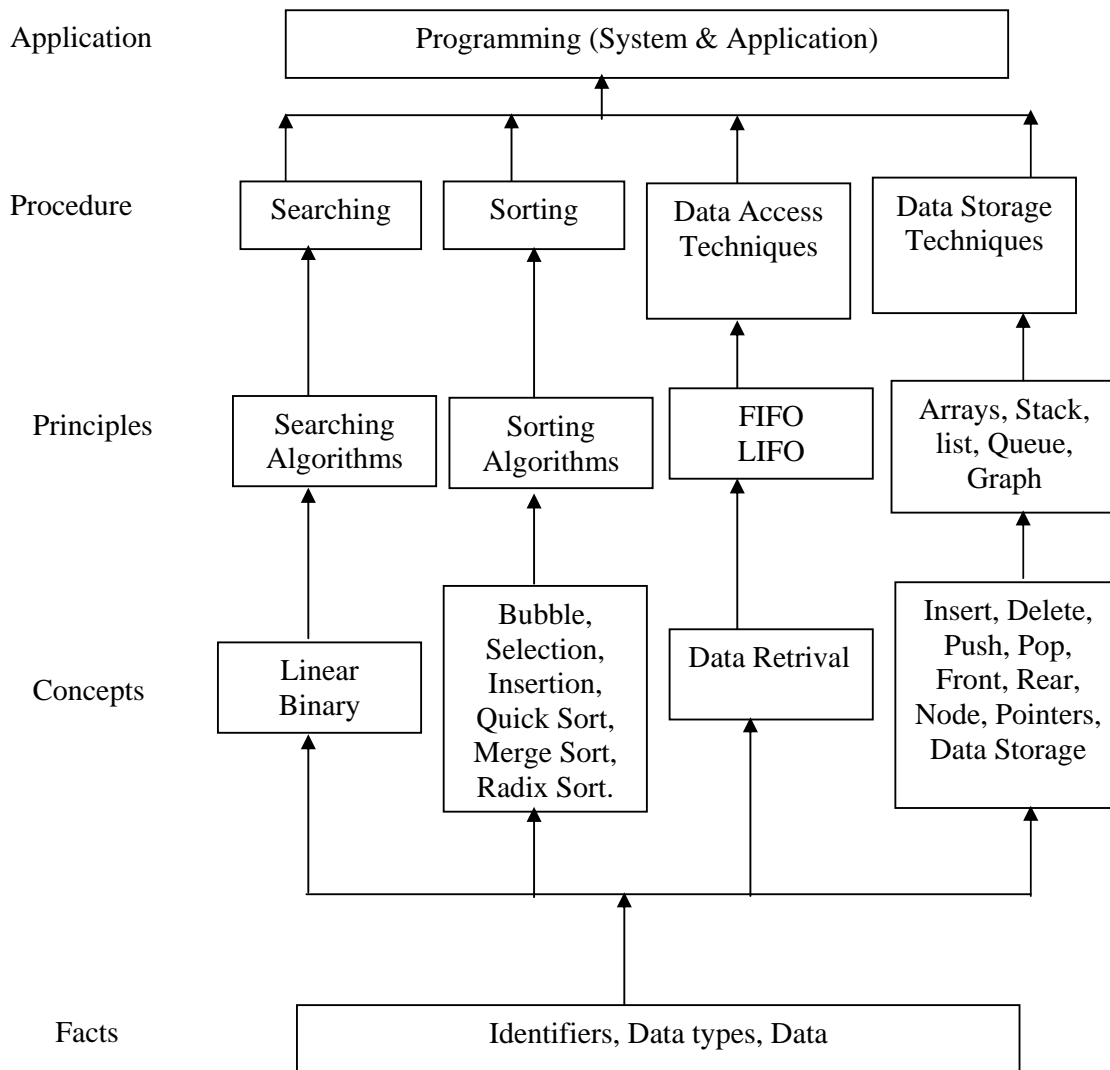 Application
Programming (System & Application)
Procedure
Searching
Sorting
Data Access
Techniques
Data Storage
Techniques
Principles
Searching
Algorithms
Sorting
Algorithms
FIFO
LIFO
Arrays, Stack,
list, Queue,
Graph
Concepts
Linear
Binary
Bubble,
Selection,
Insertion,
Quick Sort,
Merge Sort,
Radix Sort.
Data Retrival
Insert, Delete,
Push, Pop,
Front, Rear,
Node, Pointers,
Data Storage
Facts
Identifiers, Data types, Data